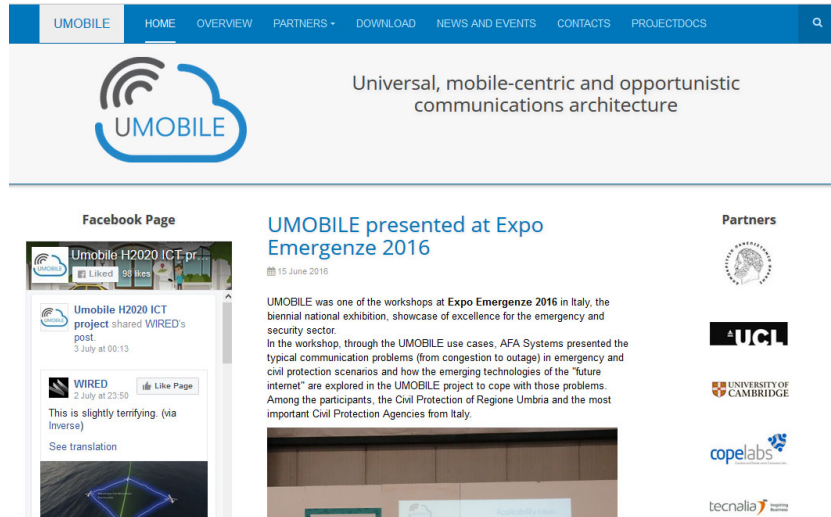 UMOBILE HOME OVERVIEW PARTNERS DOWNLOAD NEWS AND EVENTS CONTACTS PROJECTDOCS
UMOBILE
Universal, mobile-centric and opportunistic
communications architecture
Facebook Page
Umobile H2020 ICT pr...
UMOBILE
Liked 98 likes
UMOBILE
Umobile H2020 ICT
project shared WIRED's
post.
3 July at 00:13
WIRED
2 July at 23:50
Like Page
This is slightly terrifying. (via
Inverse)
See translation
UMOBILE presented at Expo
Emergenze 2016
15 June 2016
UMOBILE was one of the workshops at Expo Emergenze 2016 in Italy, the
biennial national exhibition, showcase of excellence for the emergency and
security sector.
In the workshop, through the UMOBILE use cases, AFA Systems presented the
typical communication problems (from congestion to outage) in emergency and
civil protection scenarios and how the emerging technologies of the "future
internet" are explored in the UMOBILE project to cope with those problems.
Among the participants, the Civil Protection of Regione Umbria and the most
important Civil Protection Agencies from Italy.
UMOBILE
Partners
UCL
UNIVERSITY OF
CAMBRIDGE
copelabs
tecnalia Inspiring
Business